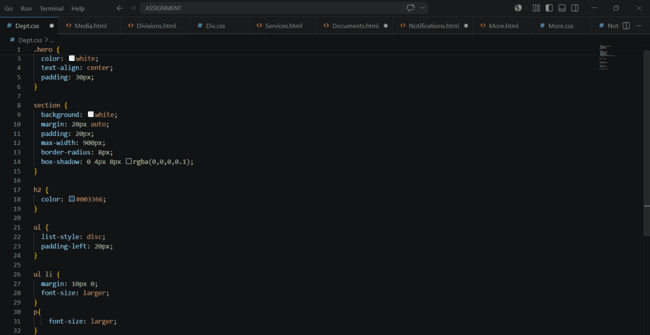 Go Run Terminal Help ASSIGNMENT
# Dept.css Media.html Divisions.html # Div.css Services.html Documents.html Notifications.html More.html # More.css # Not
# Dept.css > ...
1 .hero {
3 color: white;
4 text-align: center;
5 padding: 30px;
6 }
7
8 section {
9 background: white;
10 margin: 20px auto;
11 padding: 20px;
12 max-width: 900px;
13 border-radius: 8px;
14 box-shadow: 0 4px 8px rgba(0,0,0,0.1);
15 }
16
17 h2 {
18 color: #003366;
19 }
20
21 ul {
22 list-style: disc;
23 padding-left: 20px;
24 }
25
26 ul li {
27 margin: 10px 0;
28 font-size: larger;
29 }
30 p{
31 font-size: larger;
32 }